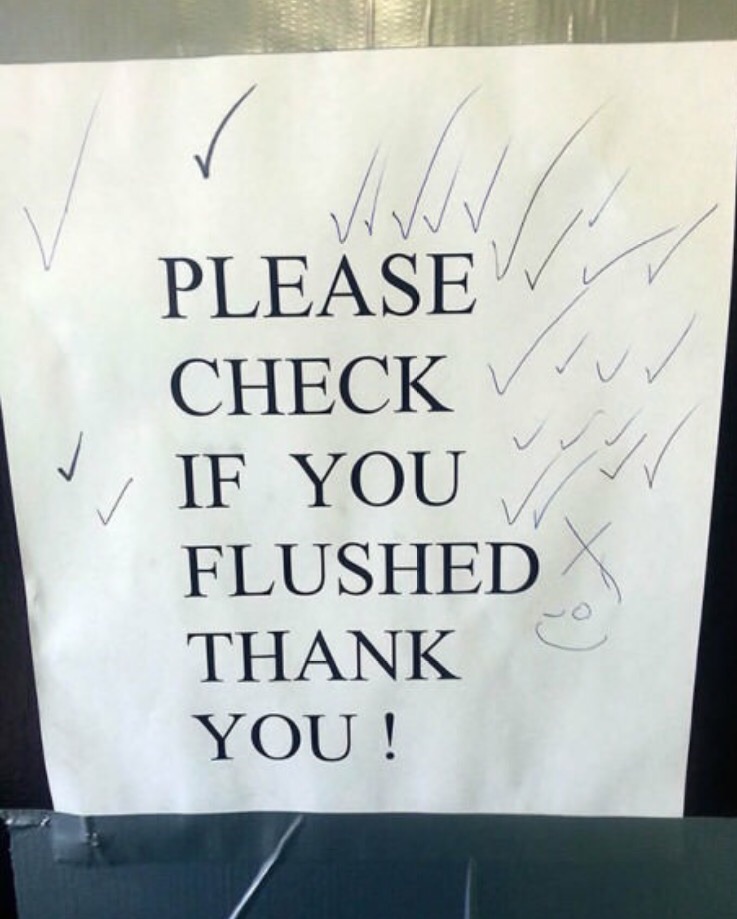 PLEASE
CHECK
IF YOU
FLUSHED
THANK
YOU !